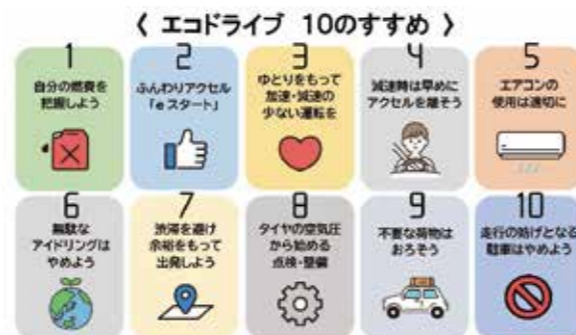 〈 エコドライブ 10のすすめ 〉
1
自分の燃費を
把握しよう
2
ふんわりアクセル
「eスタート」
3
ゆとりをもって
加速・減速の
少ない運転を
4
減速時は早めに
アクセルを離そう
5
エアコンの
使用は適切に
6
無駄な
アイドリングは
やめよう
7
渋滞を避け
余裕をもって
出発しよう
8
タイヤの空気圧
から始める
点検・整備
9
不要な荷物は
おろそう
10
走行の妨げとなる
駐車はやめよう